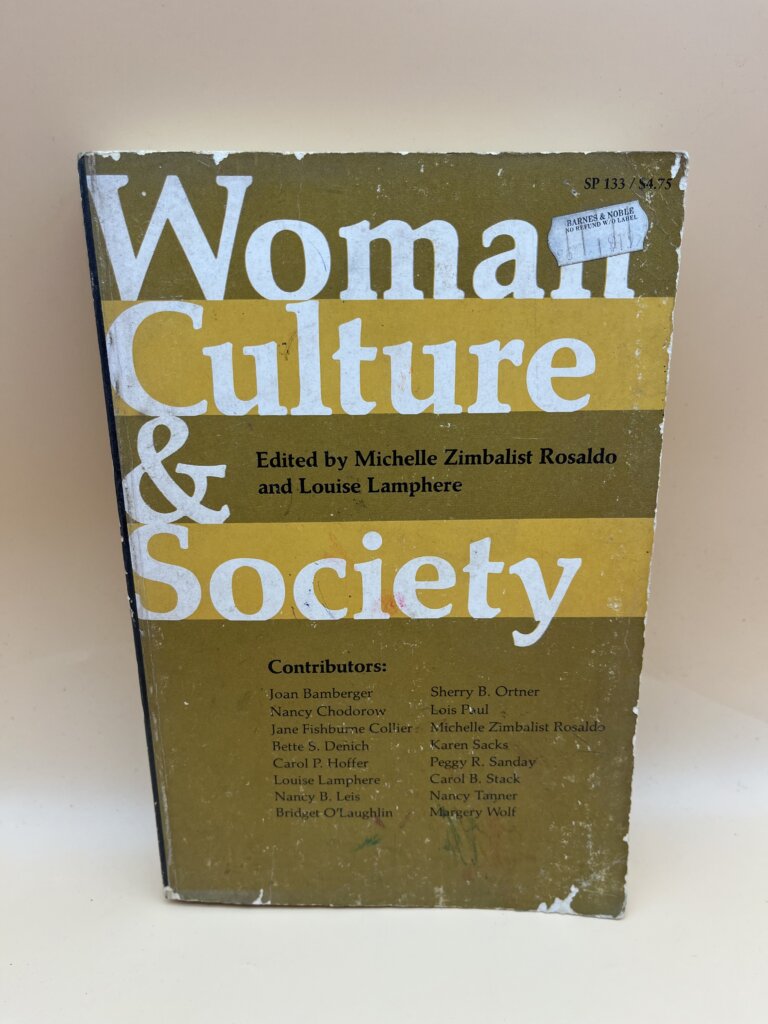 SP 133 / $4.75
Woman
BARNES & NOBLE
NO REFUND W/O LABEL
Culture
&
Edited by Michelle Zimbalist Rosaldo
and Louise Lamphere
Society
Contributors:
Joan Bamberger
Nancy Chodorow
Jane Fishburne Collier
Bette S. Denich
Carol P. Hoffer
Louise Lamphere
Nancy B. Leis
Bridget O'Laughlin
Sherry B. Ortner
Lois Paul
Michelle Zimbalist Rosaldo
Karen Sacks
Peggy R. Sanday
Carol B. Stack
Nancy Tanner
Margery Wolf